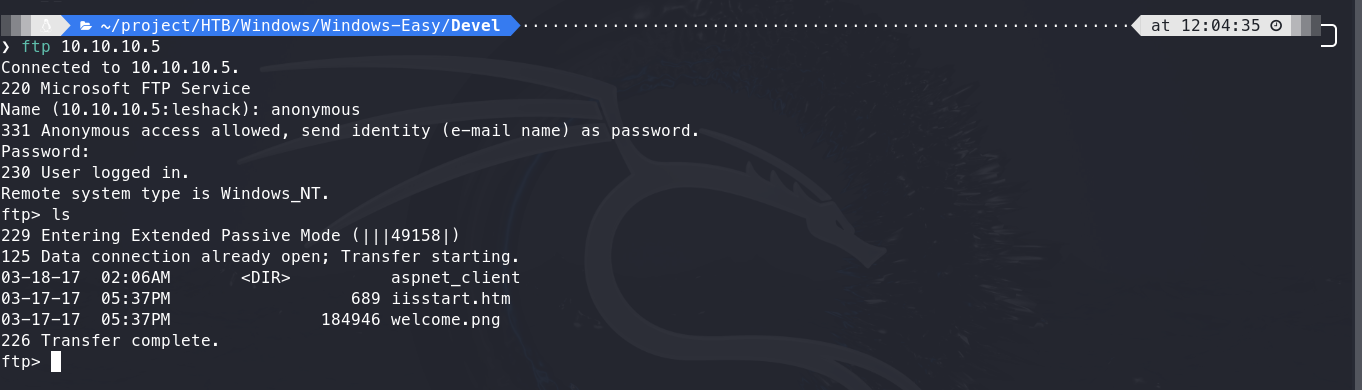 ~/project/HTB/Windows/Windows-Easy/Devel at 12:04:35
❯ ftp 10.10.10.5
Connected to 10.10.10.5.
220 Microsoft FTP Service
Name (10.10.10.5:leshack): anonymous
331 Anonymous access allowed, send identity (e-mail name) as password.
Password:
230 User logged in.
Remote system type is Windows_NT.
ftp> ls
229 Entering Extended Passive Mode (|||49158|)
125 Data connection already open; Transfer starting.
03-18-17  02:06AM       <DIR>          aspnet_client
03-17-17  05:37PM                  689 iisstart.htm
03-17-17  05:37PM               184946 welcome.png
226 Transfer complete.
ftp>